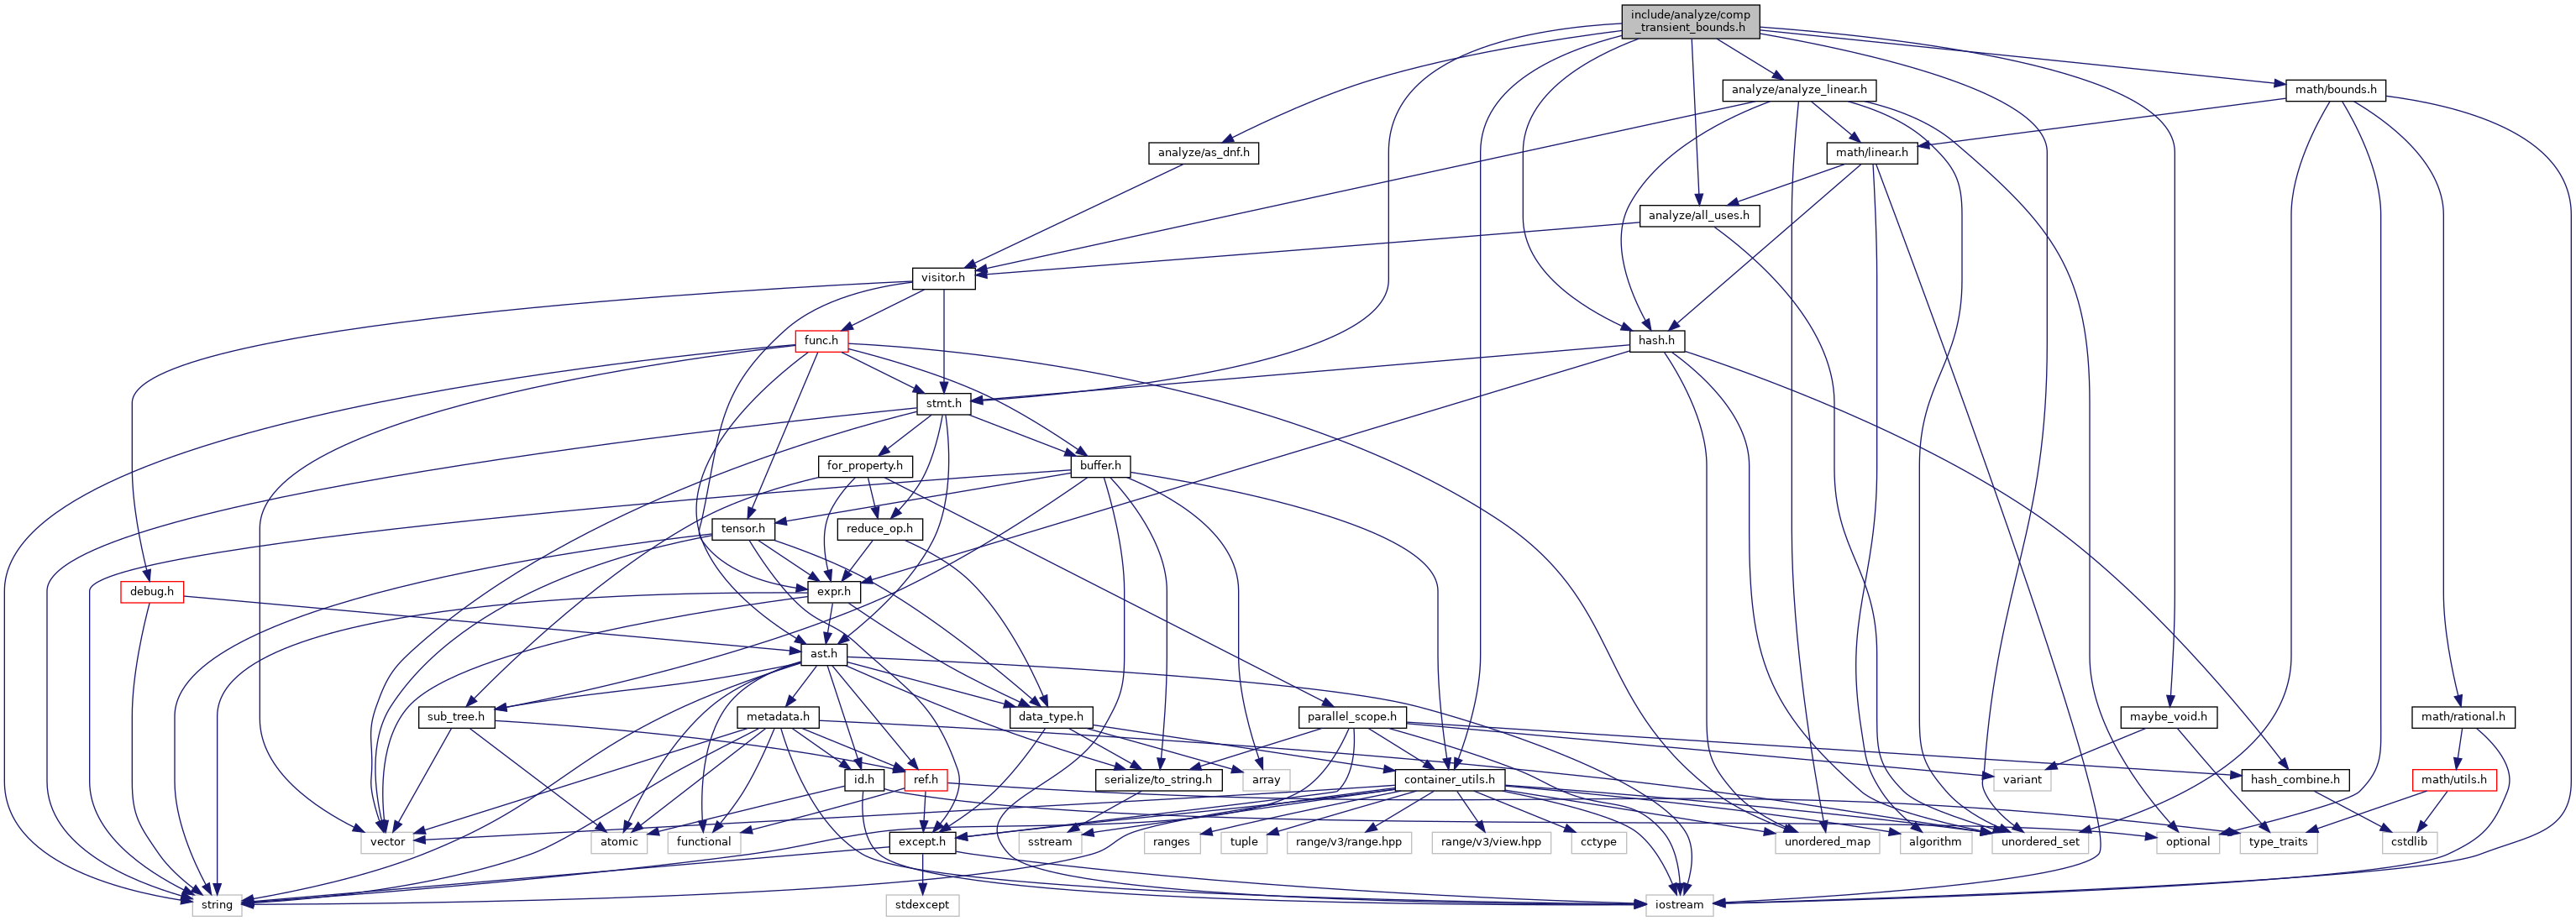 include/analyze/comp
_transient_bounds.h
analyze/analyze_linear.h
math/bounds.h
analyze/as_dnf.h
math/linear.h
analyze/all_uses.h
visitor.h
func.h
hash.h
stmt.h
for_property.h
buffer.h
tensor.h
reduce_op.h
debug.h
expr.h
ast.h
sub_tree.h
metadata.h
data_type.h
parallel_scope.h
maybe_void.h
math/rational.h
id.h
ref.h
serialize/to_string.h
array
container_utils.h
variant
hash_combine.h
math/utils.h
vector
atomic
functional
except.h
sstream
ranges
tuple
range/v3/range.hpp
range/v3/view.hpp
cctype
unordered_map
algorithm
unordered_set
optional
type_traits
cstdlib
string
stdexcept
iostream